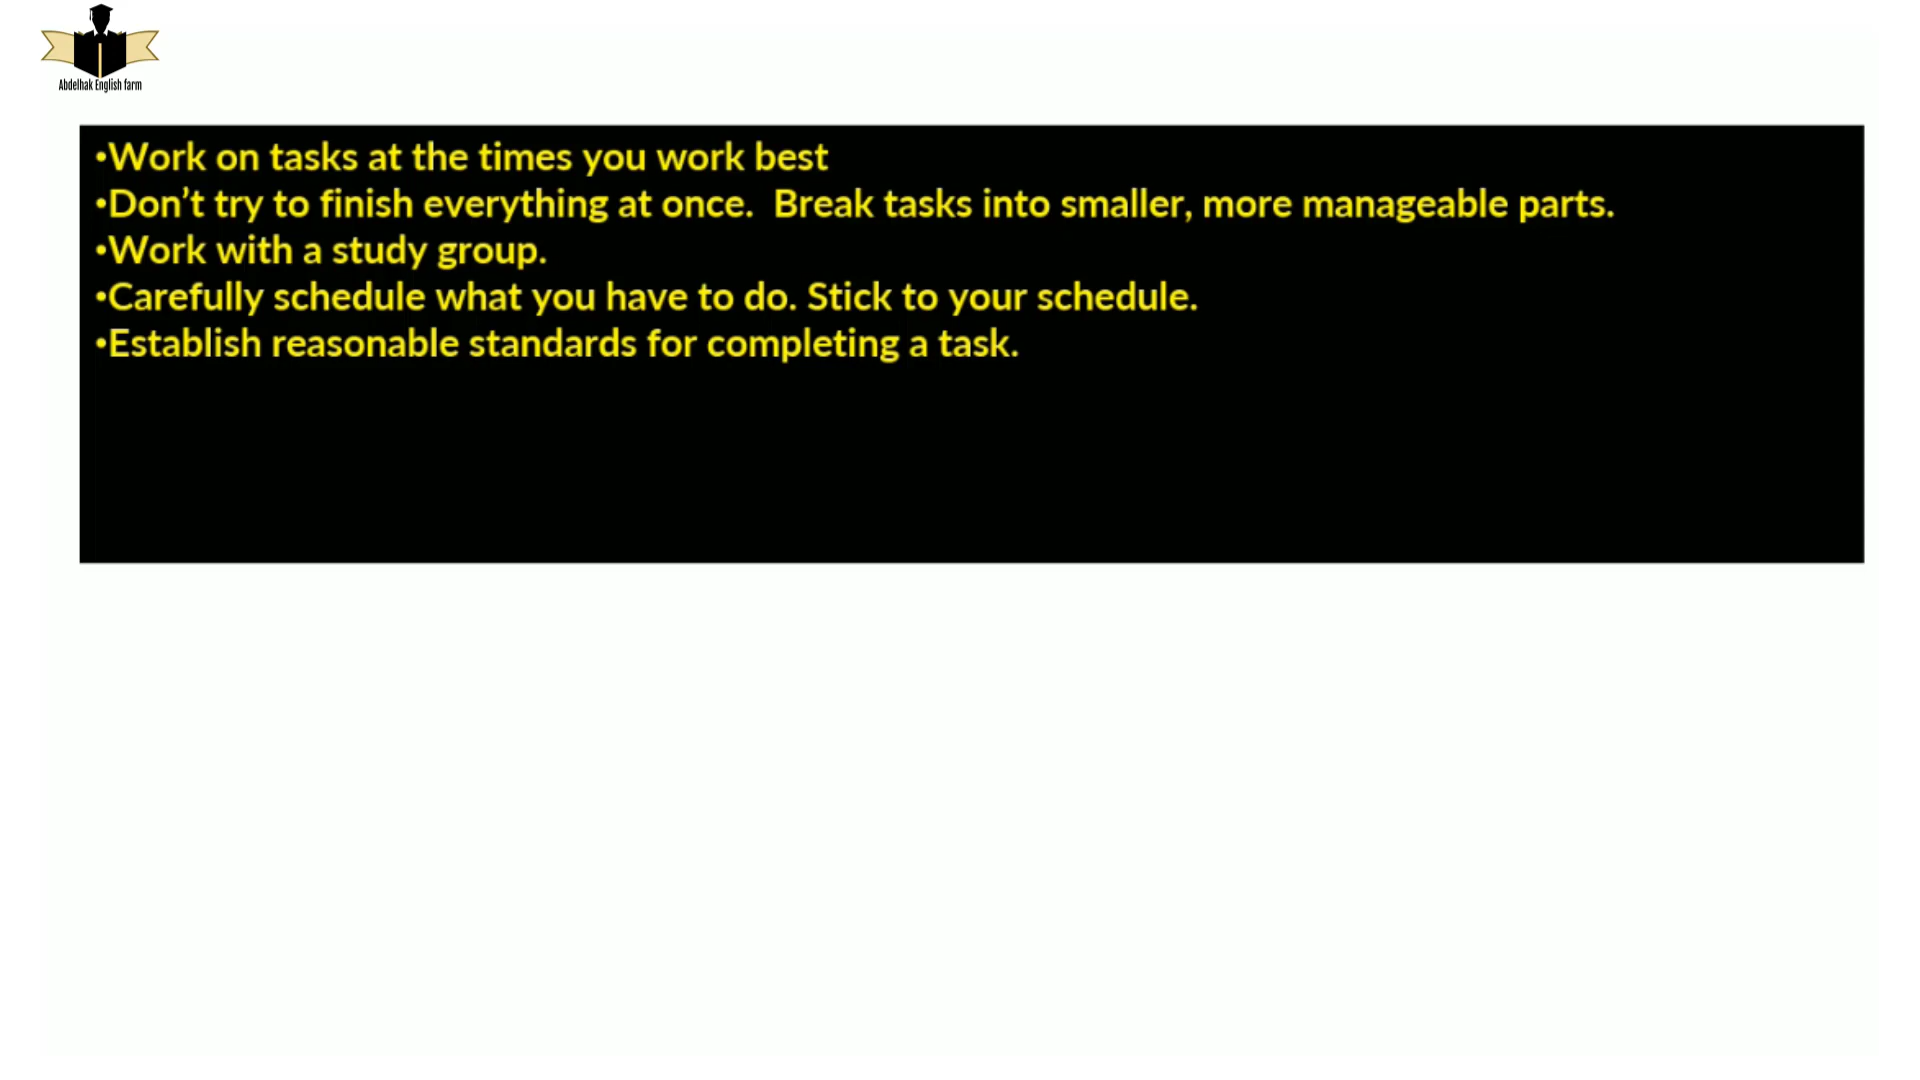 Abdelhak English farm
•Work on tasks at the times you work best
•Don’t try to finish everything at once.  Break tasks into smaller, more manageable parts.
•Work with a study group.
•Carefully schedule what you have to do. Stick to your schedule.
•Establish reasonable standards for completing a task.